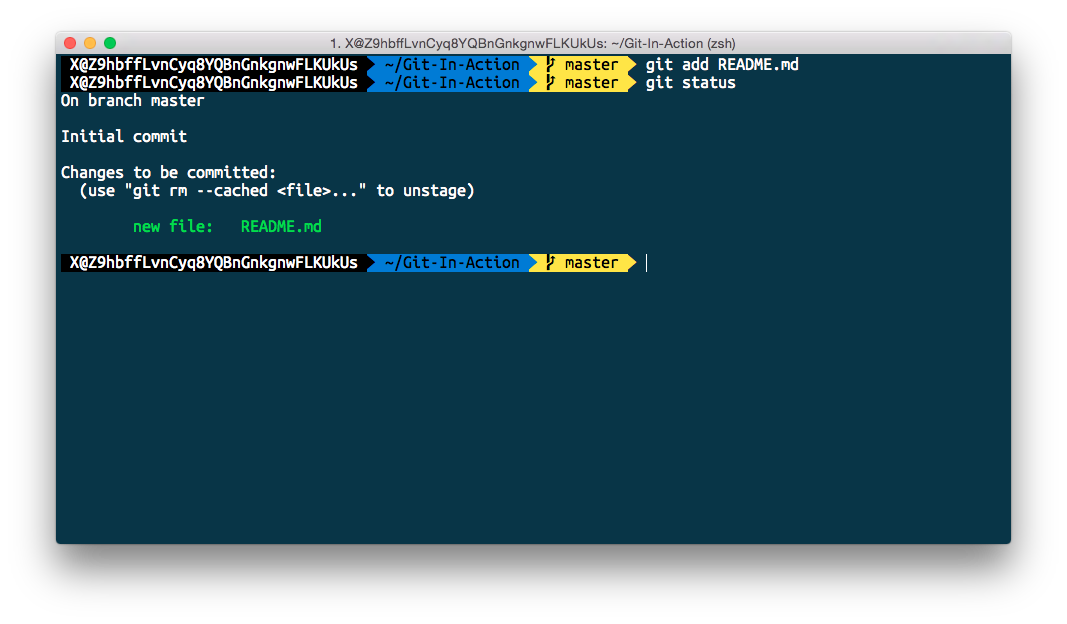 1. X@Z9hbffLvnCyq8YQBnGnkgnwFLKUkUs: ~/Git-In-Action (zsh)
X@Z9hbffLvnCyq8YQBnGnkgnwFLKUkUs ~/Git-In-Action master git add README.md
X@Z9hbffLvnCyq8YQBnGnkgnwFLKUkUs ~/Git-In-Action master git status
On branch master
Initial commit
Changes to be committed:
(use "git rm --cached <file>..." to unstage)
new file: README.md
X@Z9hbffLvnCyq8YQBnGnkgnwFLKUkUs ~/Git-In-Action master